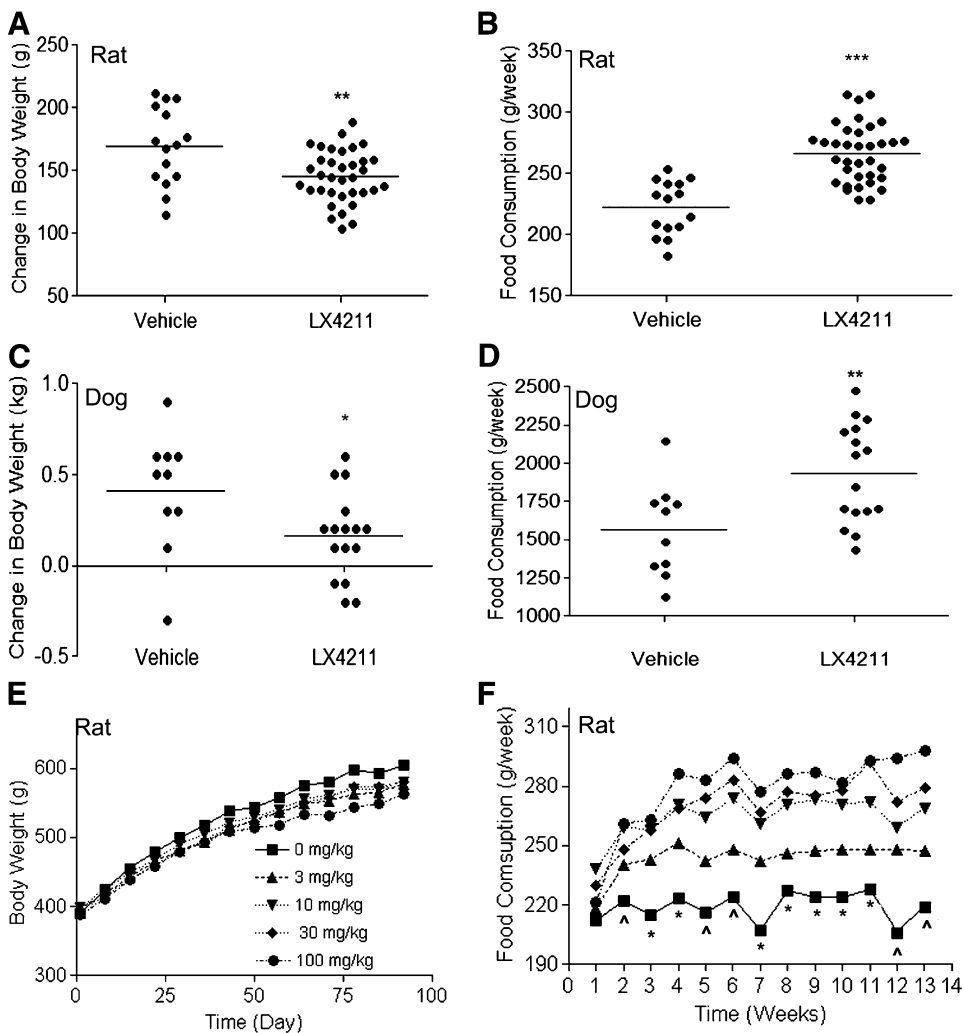 A
Rat
Change in Body Weight (g)
250
200
150
100
50
**
Vehicle
LX4211
B
Rat
Food Consumption (g/week)
350
300
250
200
150
***
Vehicle
LX4211
C
Dog
Change in Body Weight (kg)
1.0
0.5
0.0
-0.5
*
Vehicle
LX4211
D
Dog
Food Consumption (g/week)
2500
2250
2000
1750
1500
1250
1000
**
Vehicle
LX4211
E
Rat
Body Weight (g)
600
500
400
300
0 mg/kg
3 mg/kg
10 mg/kg
30 mg/kg
100 mg/kg
0 25 50 75 100
Time (Day)
F
Rat
Food Comsuption (g/week)
310
280
250
220
190
^ * * ^ ^ * * * * * ^ ^
0 1 2 3 4 5 6 7 8 9 10 11 12 13 14
Time (Weeks)